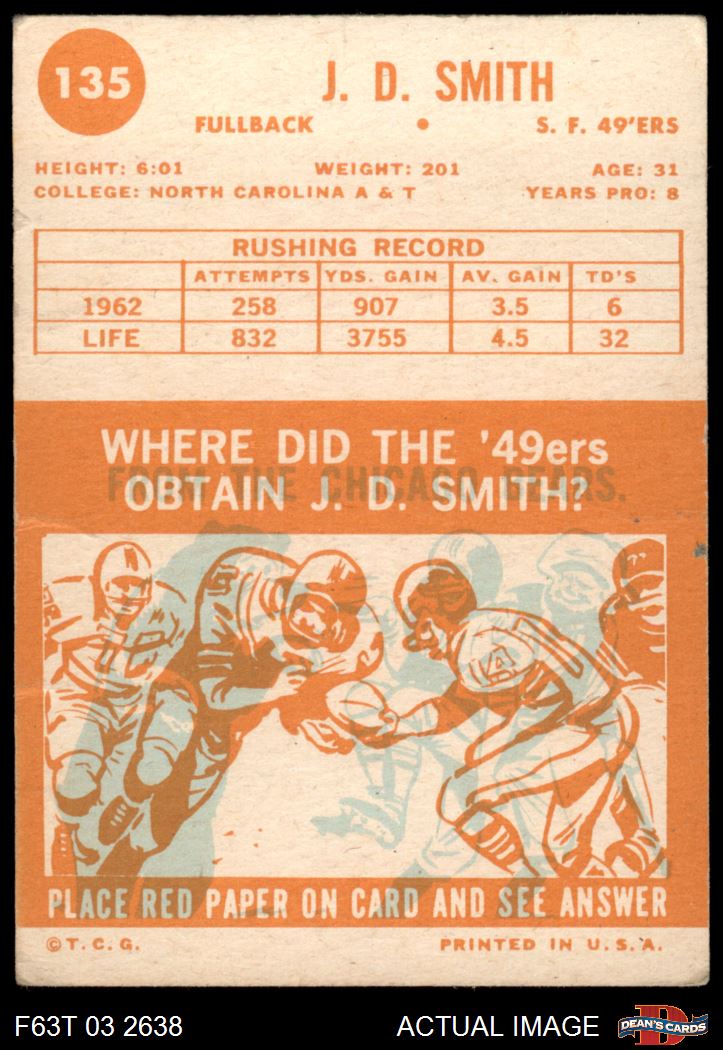 135
J. D. SMITH
FULLBACK • S. F. 49'ERS
HEIGHT: 6:01 WEIGHT: 201 AGE: 31
COLLEGE: NORTH CAROLINA A & T YEARS PRO: 8
RUSHING RECORD
ATTEMPTS YDS. GAIN AV. GAIN TD'S
1962 258 907 3.5 6
LIFE 832 3755 4.5 32
WHERE DID THE '49ers
FROM THE CHICAGO BEARS.
OBTAIN J. D. SMITH?
PLACE RED PAPER ON CARD AND SEE ANSWER
© T. C. G. PRINTED IN U. S. A.
F63T 03 2638 ACTUAL IMAGE DEAN'S CARDS